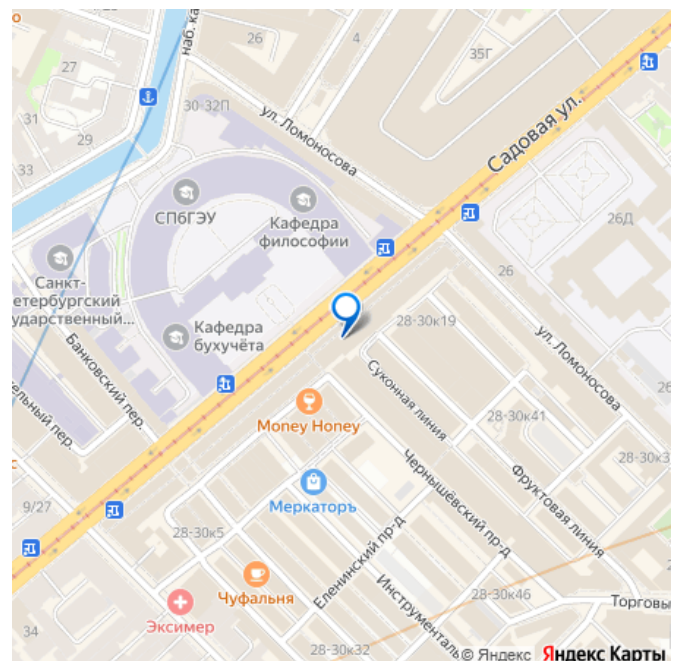 о
26
4
35Г
наб. ка
27
30-32П
ул. Ломоносова
Садовая ул.
31
29
33
СПбГЭУ
Кафедра
философии
26Д
26
Санкт-
етербургский
ударственный...
Кафедра
бухучёта
28-30к19
ул. Ломоносова
Банковский пер.
Суконная линия
26
тельный пер.
Money Honey
28-30к41
28-30к3
с
Меркаторъ
Чернышёвский пр-д
Фруктовая линия
9/27
28-30к5
Чуфальня
Еленинский пр-д
28-30к46
Эксимер
Инструменталь
Торговы
34
28-30к32
© Яндекс Яндекс Карты